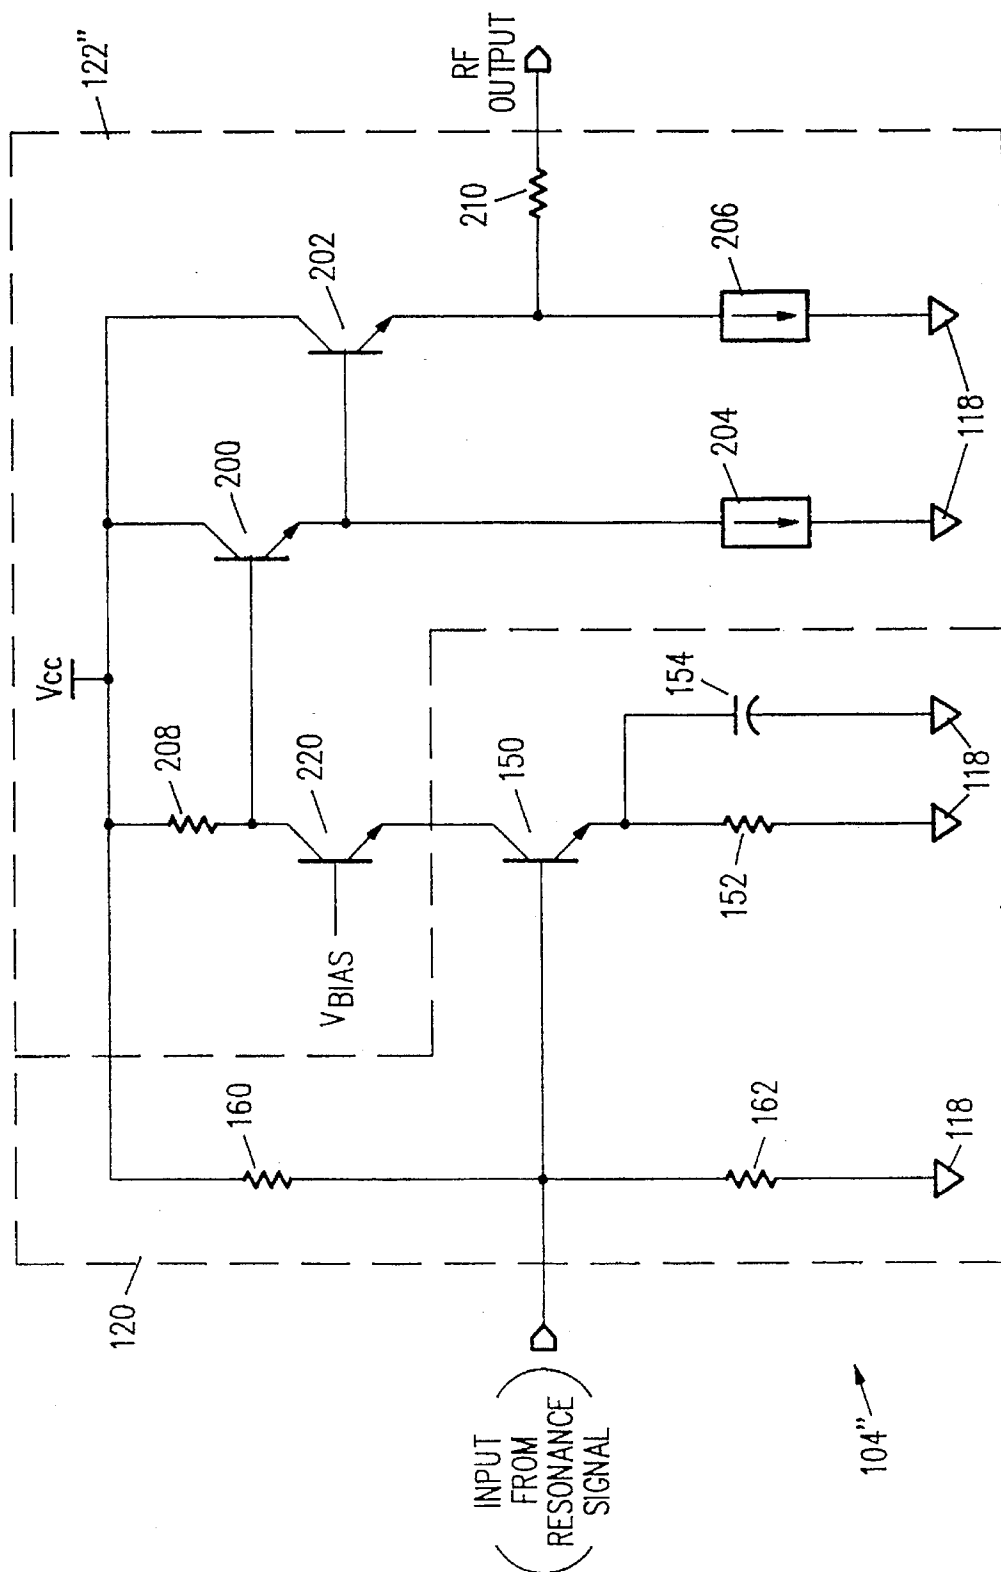 122"
RF
OUTPUT
210
202
206
200
204
118
Vcc
208
220
150
154
118
152
VBIAS
160
162
118
120
INPUT
FROM
RESONANCE
SIGNAL
104"